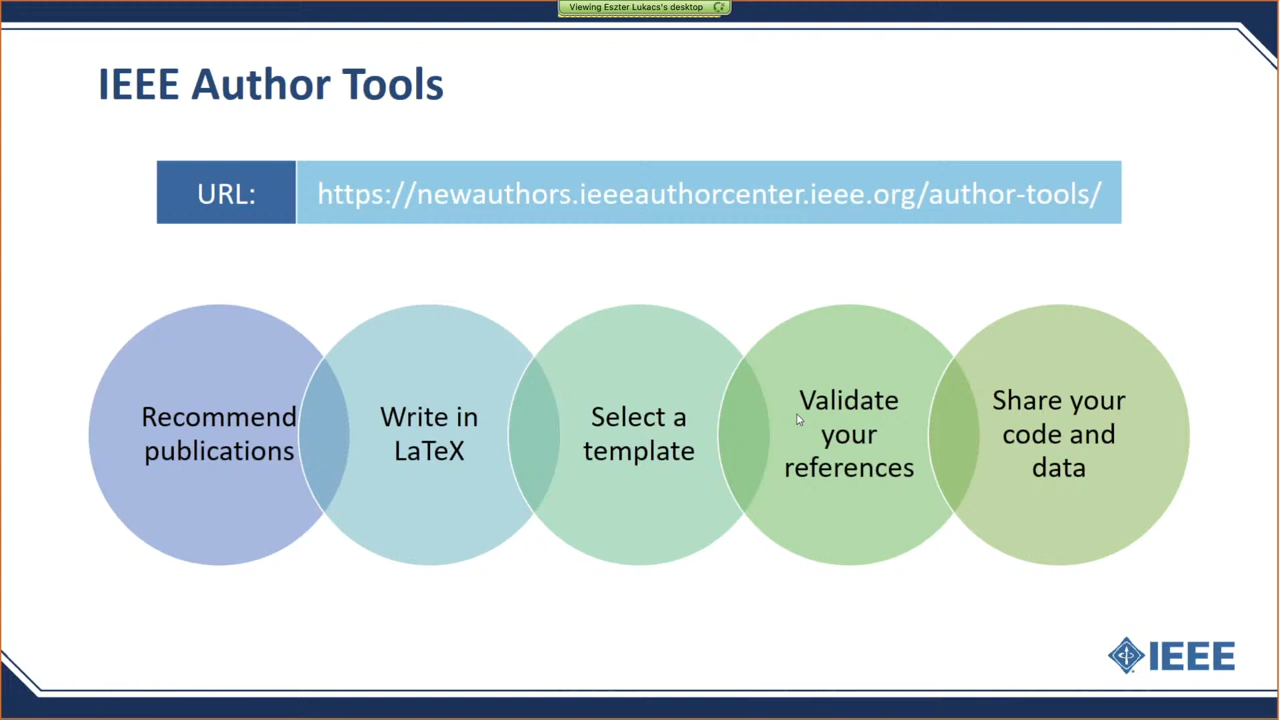 Viewing Eszter Lukacs's desktop
IEEE Author Tools
URL:
https://newauthors.ieeeauthorcenter.ieee.org/author-tools/
Recommend
publications
Write in
LaTeX
Select a
template
Validate
your
references
Share your
code and
data
IEEE